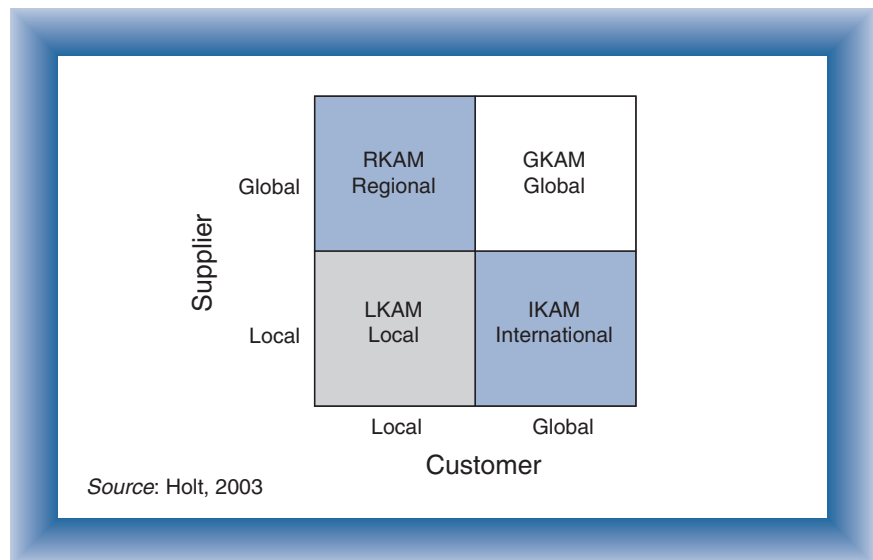 Supplier
Global
Local
RKAM
Regional
GKAM
Global
LKAM
Local
IKAM
International
Local
Global
Customer
Source: Holt, 2003